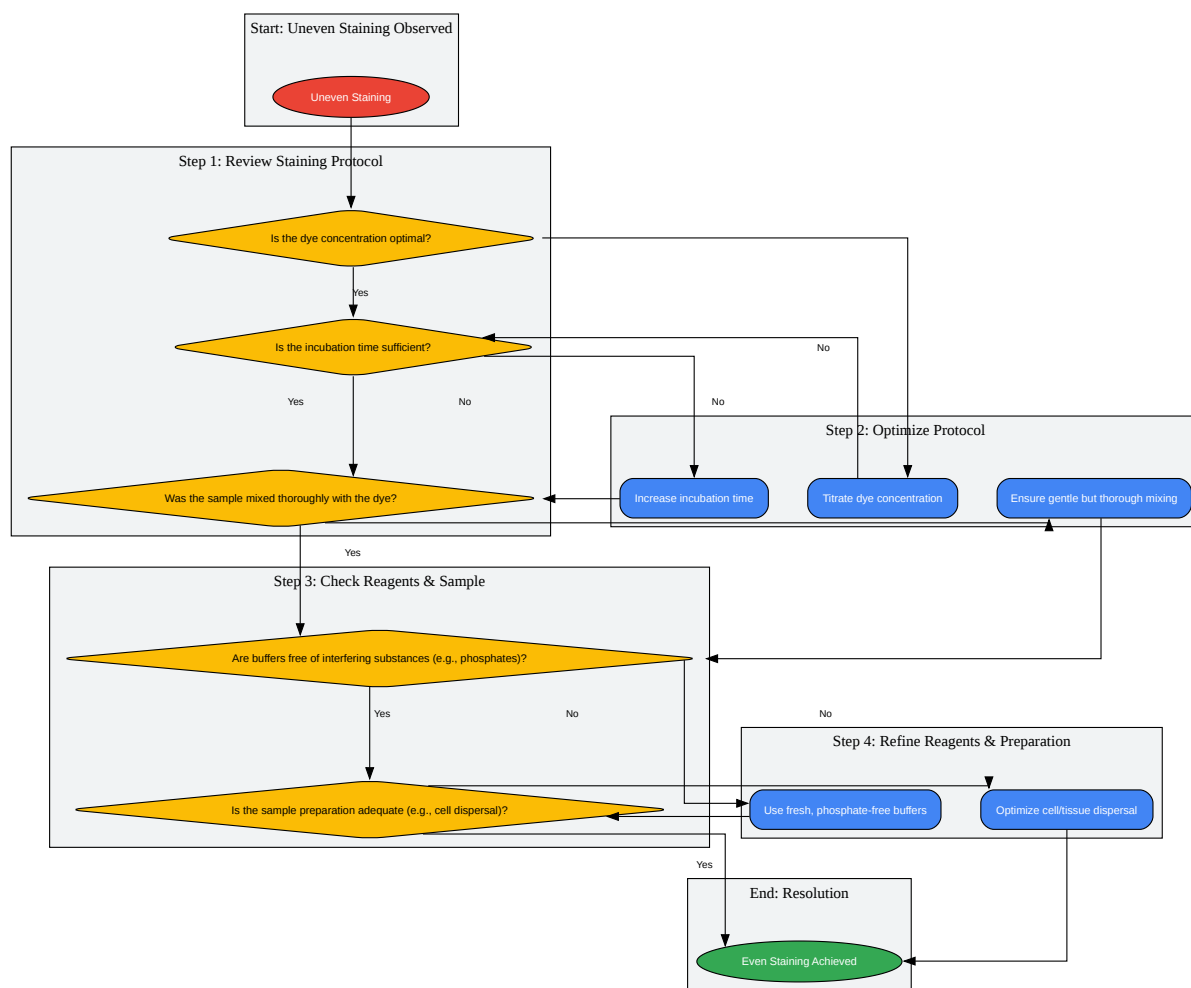 Start: Uneven Staining Observed
Uneven Staining
Step 1: Review Staining Protocol
Is the dye concentration optimal?
Yes
Is the incubation time sufficient?
No
Yes
No
No
Step 2: Optimize Protocol
Was the sample mixed thoroughly with the dye?
Increase incubation time
Titrate dye concentration
Ensure gentle but thorough mixing
Yes
Step 3: Check Reagents & Sample
Are buffers free of interfering substances (e.g., phosphates)?
Yes
No
No
Step 4: Refine Reagents & Preparation
Is the sample preparation adequate (e.g., cell dispersal)?
Use fresh, phosphate-free buffers
Optimize cell/tissue dispersal
Yes
End: Resolution
Even Staining Achieved